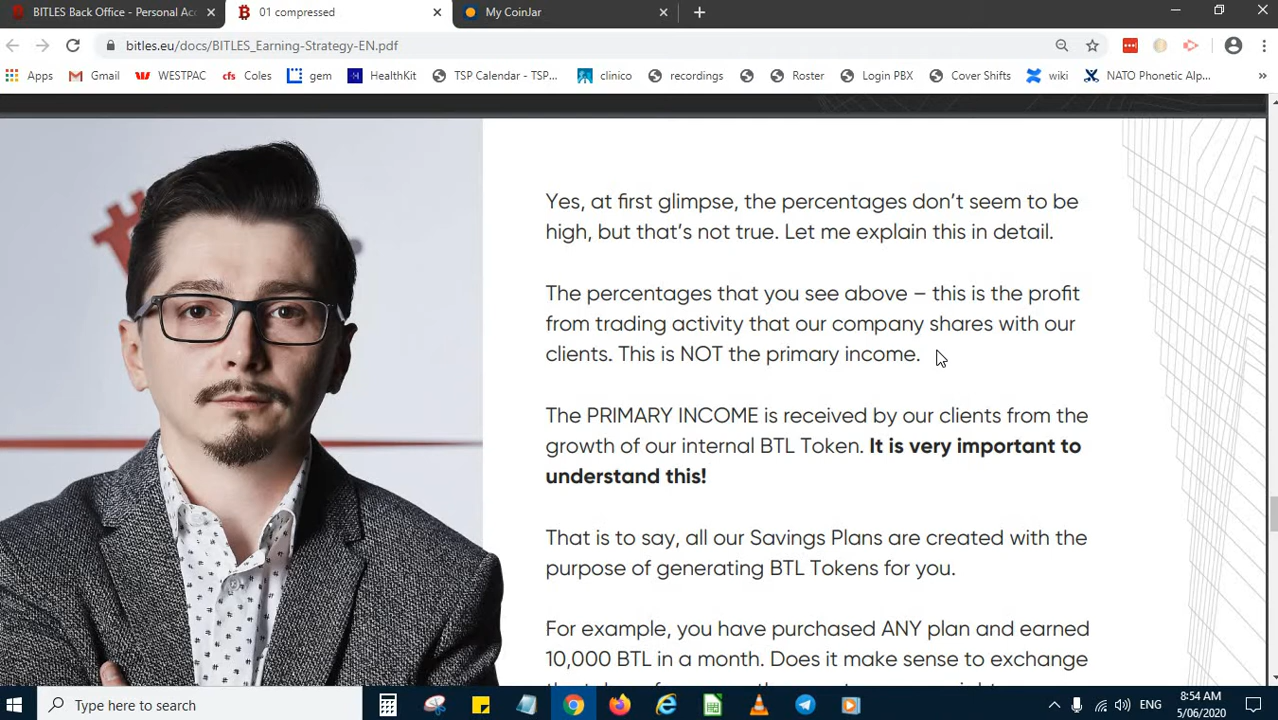 BITLES Back Office - Personal Acc
01 compressed
My CoinJar
bitles.eu/docs/BITLES_Earning-Strategy-EN.pdf
Apps
Gmail
WESTPAC
cfs Coles
gem
HealthKit
TSP Calendar - TSP...
clinico
recordings
Roster
Login PBX
Cover Shifts
wiki
NATO Phonetic Alp...
»
Yes, at first glimpse, the percentages don’t seem to be
high, but that’s not true. Let me explain this in detail.
The percentages that you see above – this is the profit
from trading activity that our company shares with our
clients. This is NOT the primary income.
The PRIMARY INCOME is received by our clients from the
growth of our internal BTL Token. It is very important to
understand this!
That is to say, all our Savings Plans are created with the
purpose of generating BTL Tokens for you.
For example, you have purchased ANY plan and earned
10,000 BTL in a month. Does it make sense to exchange
Type here to search
ENG
8:54 AM
5/06/2020